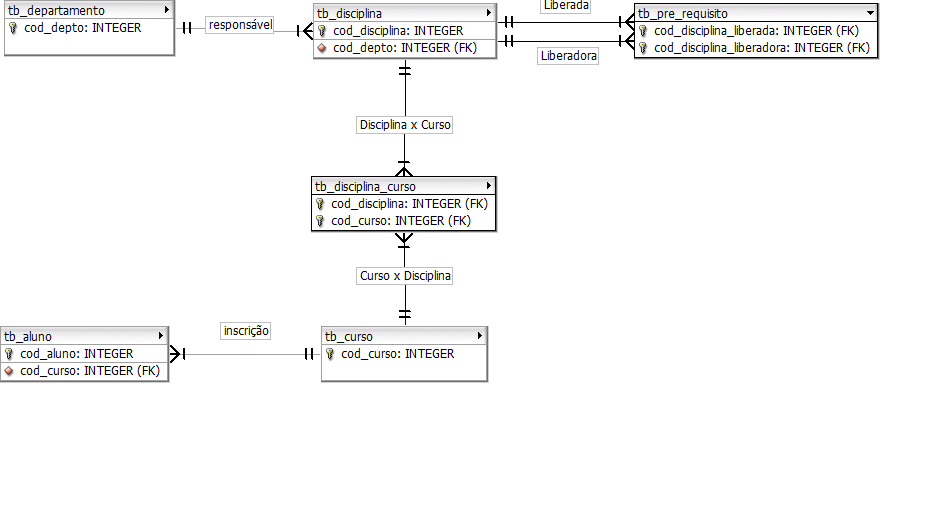 tb_departamento
cod_depto: INTEGER
responsável
tb_disciplina
cod_disciplina: INTEGER
cod_depto: INTEGER (FK)
Liberada
Liberadora
tb_pre_requisito
cod_disciplina_liberada: INTEGER (FK)
cod_disciplina_liberadora: INTEGER (FK)
Disciplina x Curso
tb_disciplina_curso
cod_disciplina: INTEGER (FK)
cod_curso: INTEGER (FK)
Curso x Disciplina
tb_aluno
cod_aluno: INTEGER
cod_curso: INTEGER (FK)
inscrição
tb_curso
cod_curso: INTEGER